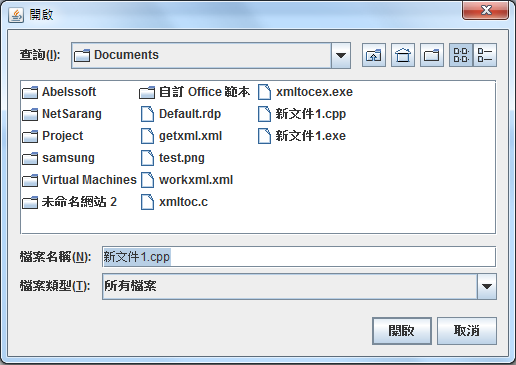 開啟
查詢(I): Documents
Abelssoft 自訂 Office 範本 xmltocex.exe
NetSarang Default.rdp 新文件1.cpp
Project getxml.xml 新文件1.exe
samsung test.png
Virtual Machines workxml.xml
未命名網站 2 xmltoc.c
檔案名稱(N): 新文件1.cpp
檔案類型(T): 所有檔案
開啟 取消